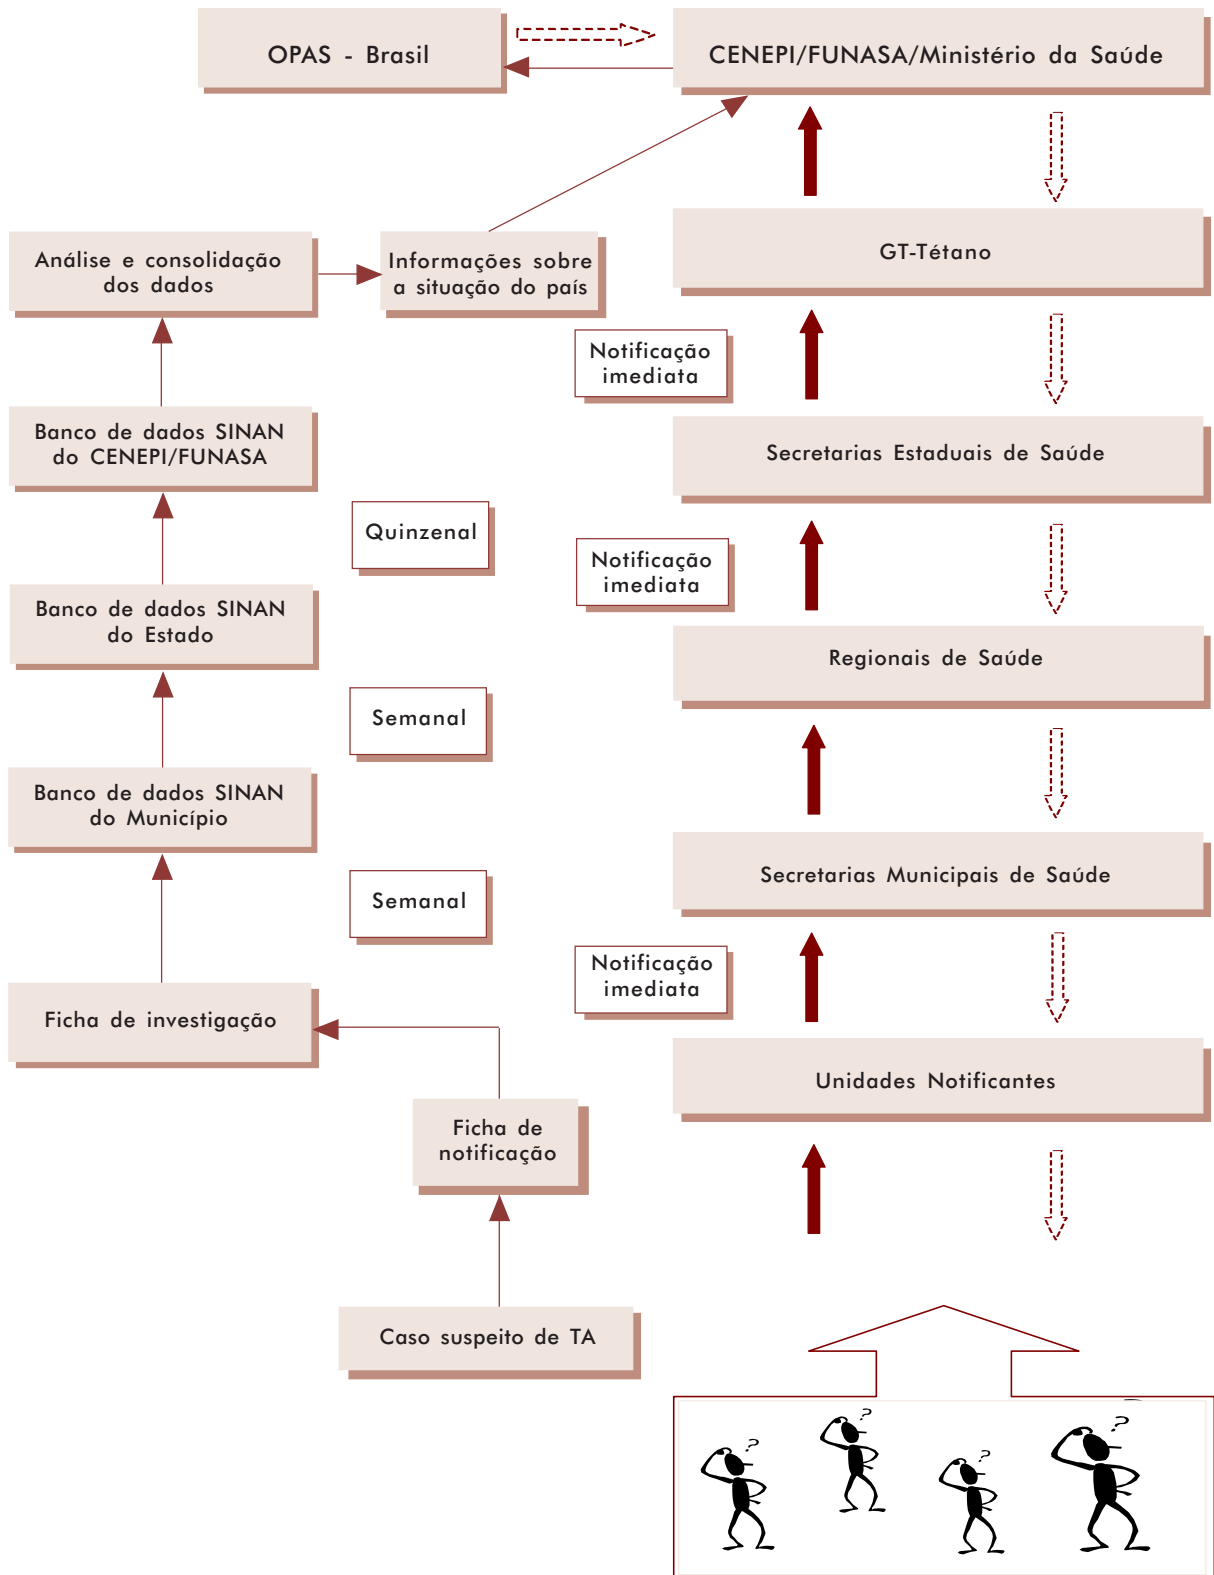 OPAS - Brasil
CENEPI/FUNASA/Ministério da Saúde
GT-Tétano
Análise e consolidação
dos dados
Informações sobre
a situação do país
Notificação
imediata
Banco de dados SINAN
do CENEPI/FUNASA
Secretarias Estaduais de Saúde
Quinzenal
Notificação
imediata
Banco de dados SINAN
do Estado
Regionais de Saúde
Semanal
Banco de dados SINAN
do Município
Secretarias Municipais de Saúde
Semanal
Notificação
imediata
Ficha de investigação
Unidades Notificantes
Ficha de
notificação
Caso suspeito de TA
?
?
?
?